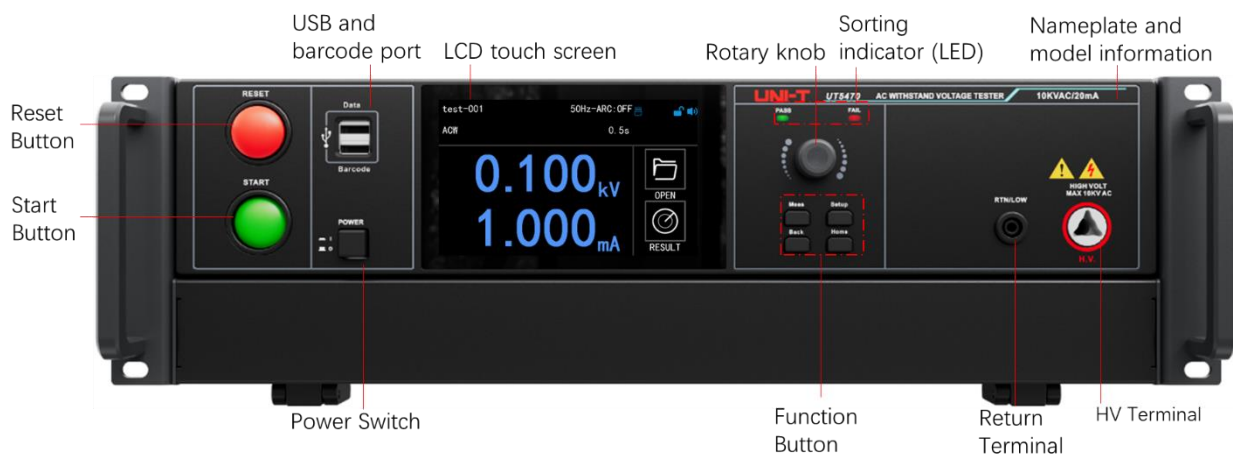 USB and
barcode port
LCD touch screen
Rotary knob
Sorting
indicator (LED)
Nameplate and
model information
Reset
Button
Start
Button
RESET
START
Data
Barcode
POWER
I
0
test-001
50Hz-ARC:OFF
ACW
0.5s
0.100kV
1.000mA
OPEN
RESULT
UNI-T
UT5470
AC WITHSTAND VOLTAGE TESTER
10KVAC/20mA
PASS
FAIL
Meas
Setup
Back
Home
RTN/LOW
HIGH VOLT
MAX 10KV AC
H.V.
Power Switch
Function
Button
Return
Terminal
HV Terminal